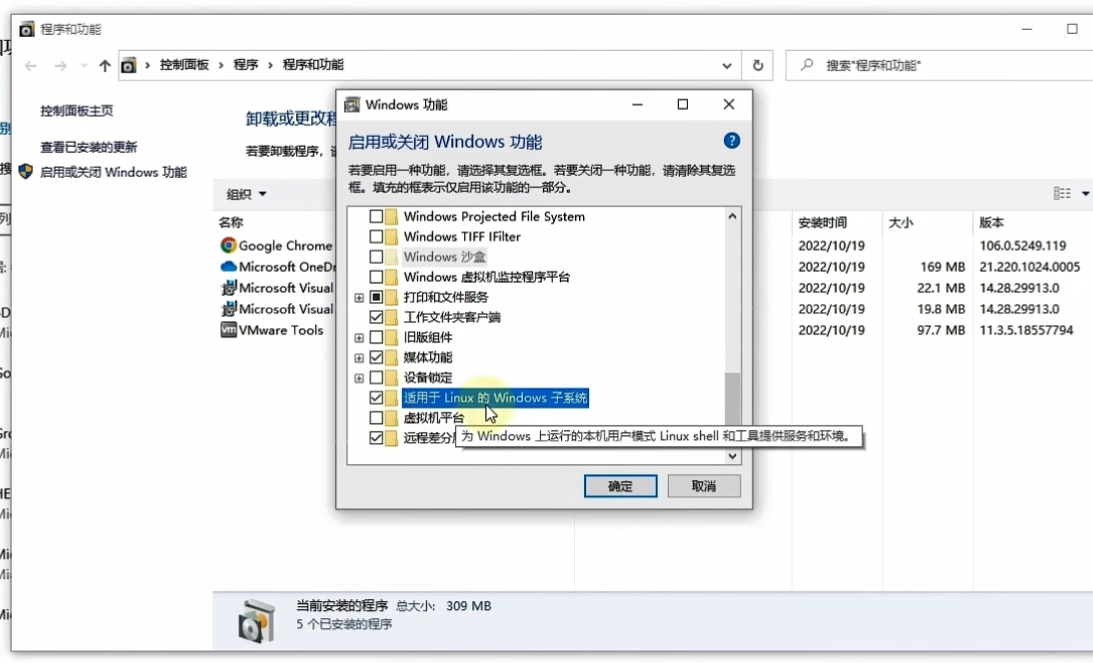 程序和功能
控制面板 › 程序 › 程序和功能
搜索"程序和功能"
控制面板主页
查看已安装的更新
启用或关闭 Windows 功能
卸载或更改程
若要卸载程序，
组织
名称
安装时间
大小
版本
Google Chrome
2022/10/19
106.0.5249.119
Microsoft OneDr
2022/10/19
169 MB
21.220.1024.0005
Microsoft Visual
2022/10/19
22.1 MB
14.28.29913.0
Microsoft Visual
2022/10/19
19.8 MB
14.28.29913.0
VMware Tools
2022/10/19
97.7 MB
11.3.5.18557794
Windows 功能
启用或关闭 Windows 功能
若要启用一种功能，请选择其复选框。若要关闭一种功能，请清除其复选
框。填充的框表示仅启用该功能的一部分。
Windows Projected File System
Windows TIFF IFilter
Windows 沙盒
Windows 虚拟机监控程序平台
打印和文件服务
工作文件夹客户端
旧版组件
媒体功能
设备锁定
适用于 Linux 的 Windows 子系统
虚拟机平台
远程差分
为 Windows 上运行的本机用户模式 Linux shell 和工具提供服务和环境。
确定
取消
当前安装的程序 总大小: 309 MB
5 个已安装的程序